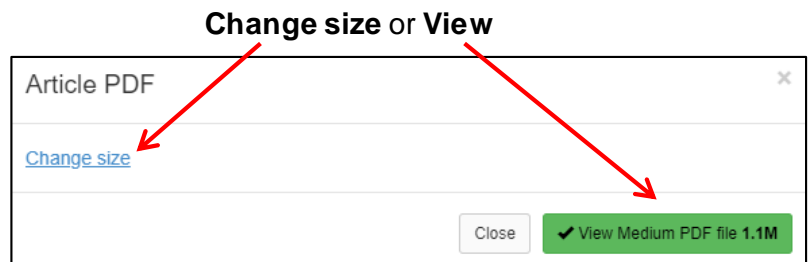 Change size or View
Article PDF ×
Change size
Close ✔ View Medium PDF file 1.1M